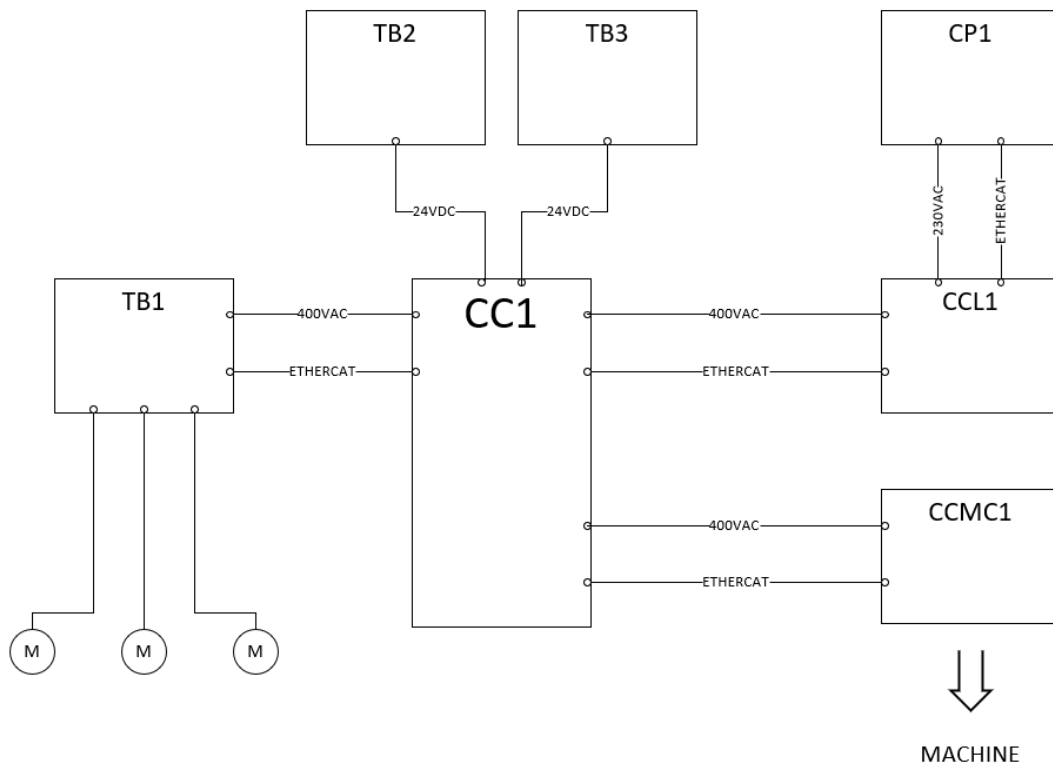 TB2
TB3
CP1
24VDC
24VDC
230VAC
ETHERCAT
TB1
CC1
CCL1
400VAC
400VAC
ETHERCAT
ETHERCAT
CCMC1
400VAC
ETHERCAT
M
M
M
MACHINE